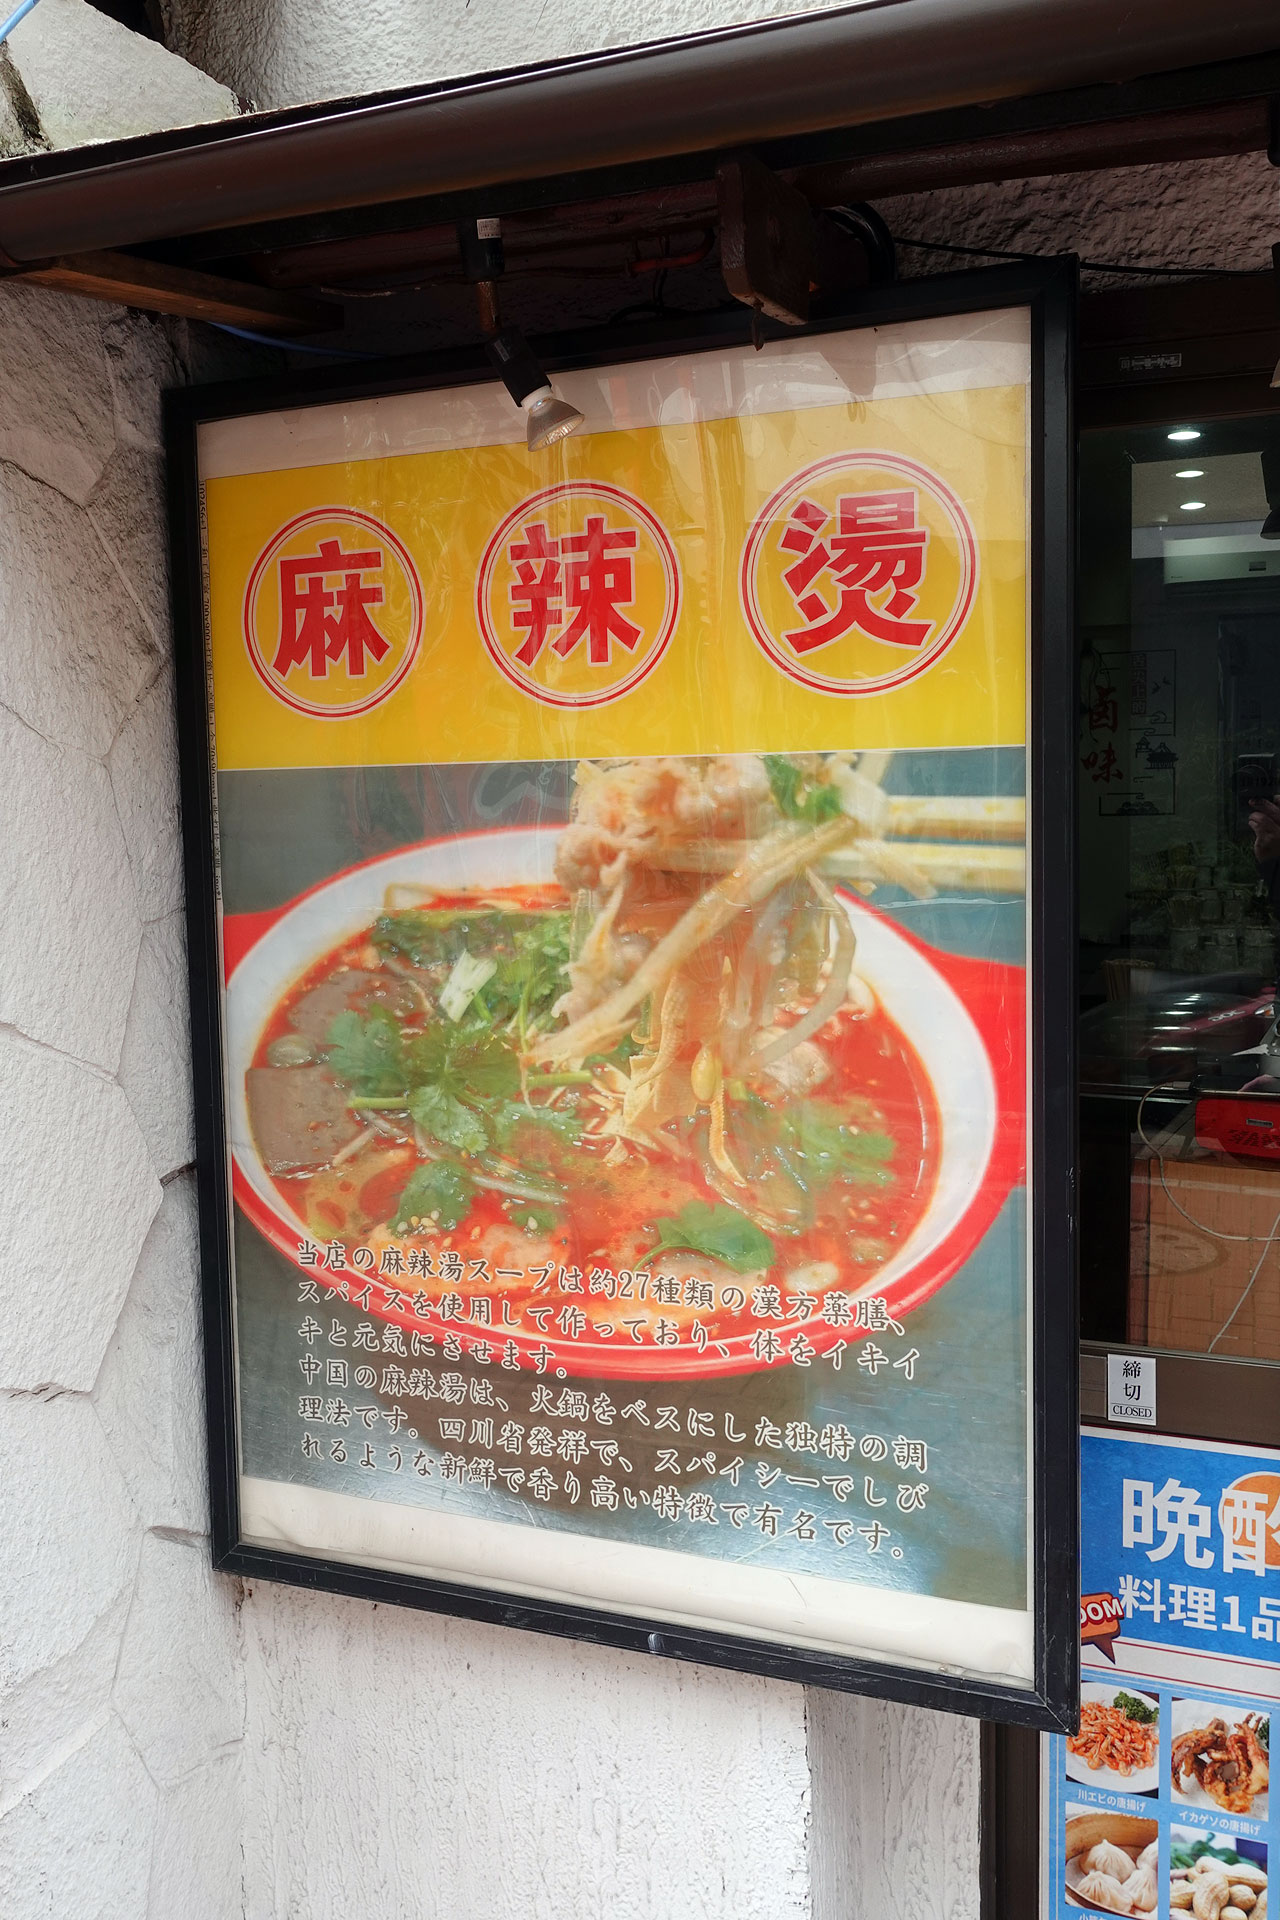 麻辣燙
当店の麻辣湯スープは約27種類の漢方薬膳、
スパイスを使用して作っており、体をイキイ
キと元気にさせます。
中国の麻辣湯は、火鍋をベスにした独特の調
理法です。四川省発祥で、スパイシーでしび
れるような新鮮で香り高い特徴で有名です。
卤味
締切
CLOSED
晩酌
料理1品
川エビの唐揚げ
イカゲソの唐揚げ